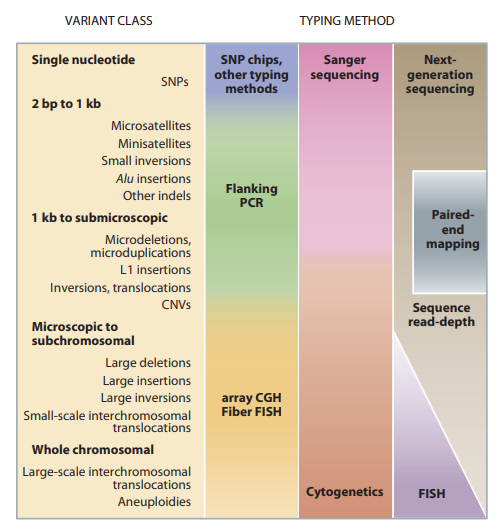 VARIANT CLASS
TYPING METHOD
Single nucleotide
SNPs
2 bp to 1 kb
Microsatellites
Minisatellites
Small inversions
Alu insertions
Other indels
1 kb to submicroscopic
Microdeletions,
microduplications
L1 insertions
Inversions, translocations
CNVs
Microscopic to
subchromosomal
Large deletions
Large insertions
Large inversions
Small-scale interchromosomal
translocations
Whole chromosomal
Large-scale interchromosomal
translocations
Aneuploidies
SNP chips,
other typing
methods
Flanking
PCR
array CGH
Fiber FISH
Sanger
sequencing
Cytogenetics
Next-
generation
sequencing
Paired-
end
mapping
Sequence
read-depth
FISH